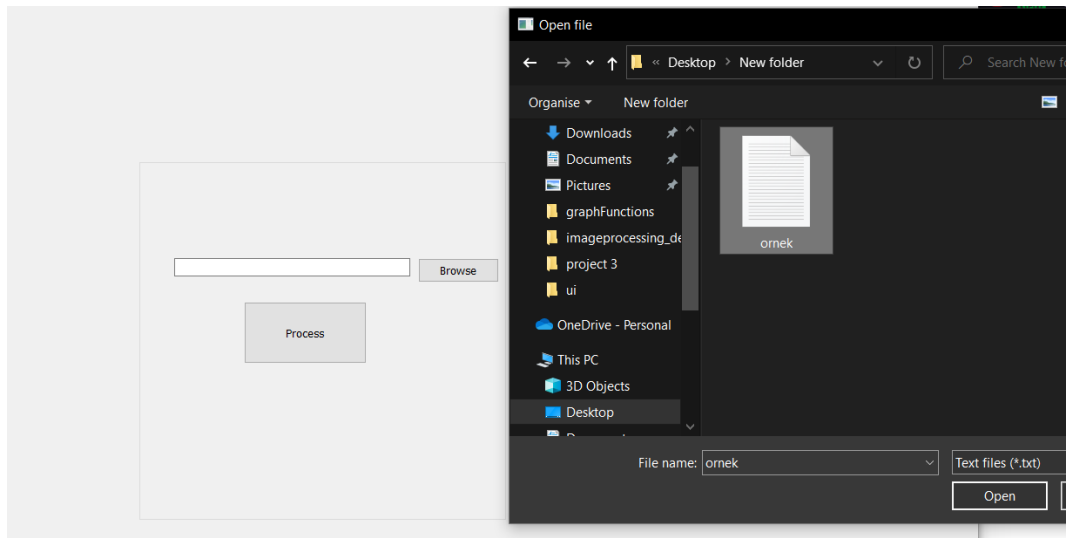 Browse
Process
Open file
« Desktop > New folder
Search New fo
Organise
New folder
Downloads
Documents
Pictures
graphFunctions
imageprocessing_de
project 3
ui
OneDrive - Personal
This PC
3D Objects
Desktop
ornek
File name: ornek
Text files (*.txt)
Open